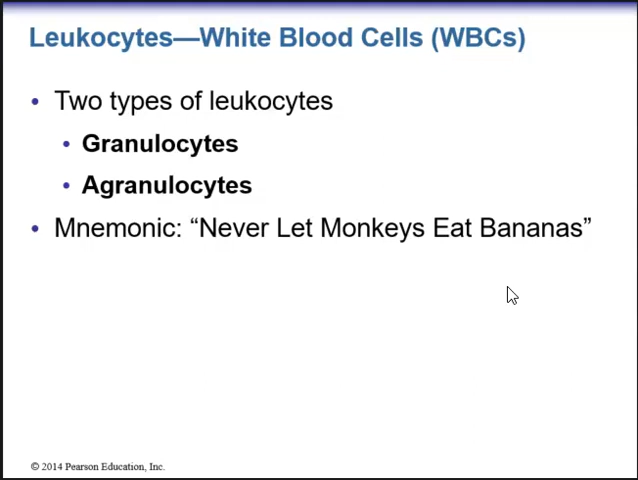 Leukocytes—White Blood Cells (WBCs)
• Two types of leukocytes
• Granulocytes
• Agranulocytes
• Mnemonic: “Never Let Monkeys Eat Bananas”
© 2014 Pearson Education, Inc.